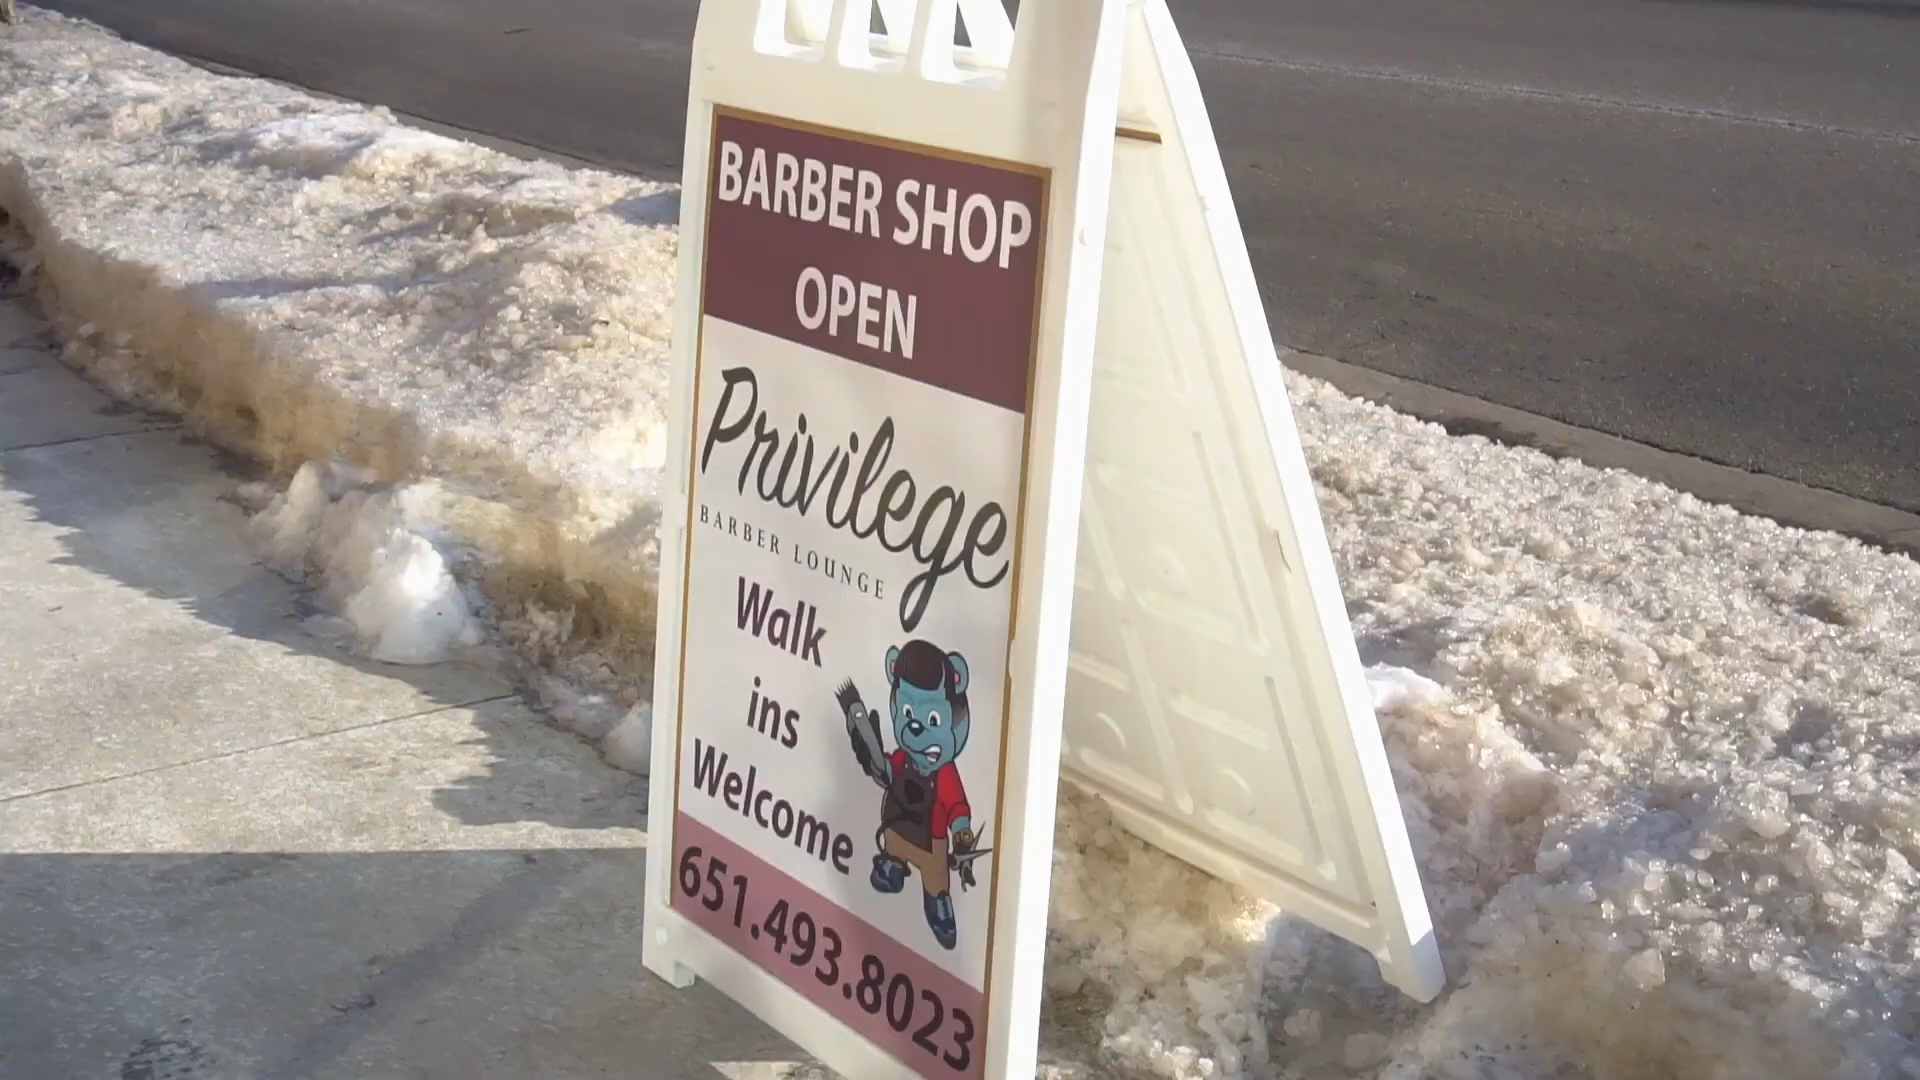 BARBER SHOP
OPEN
Privilege
BARBER LOUNGE
Walk
ins
Welcome
651.493.8023